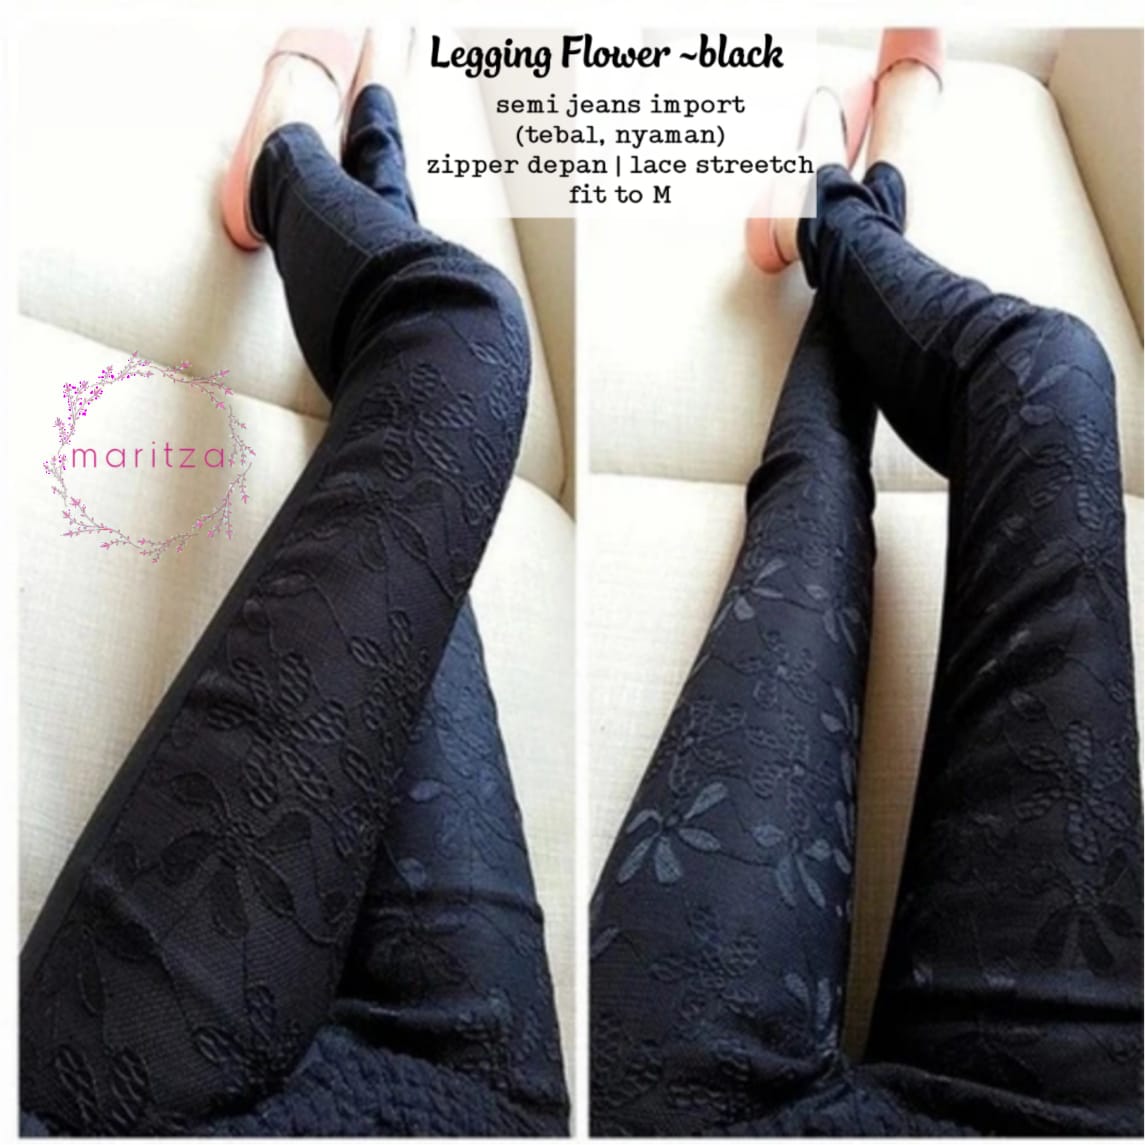 Legging Flower ~black
semi jeans import
(tebal, nyaman)
zipper depan | lace streetch
fit to M
maritza